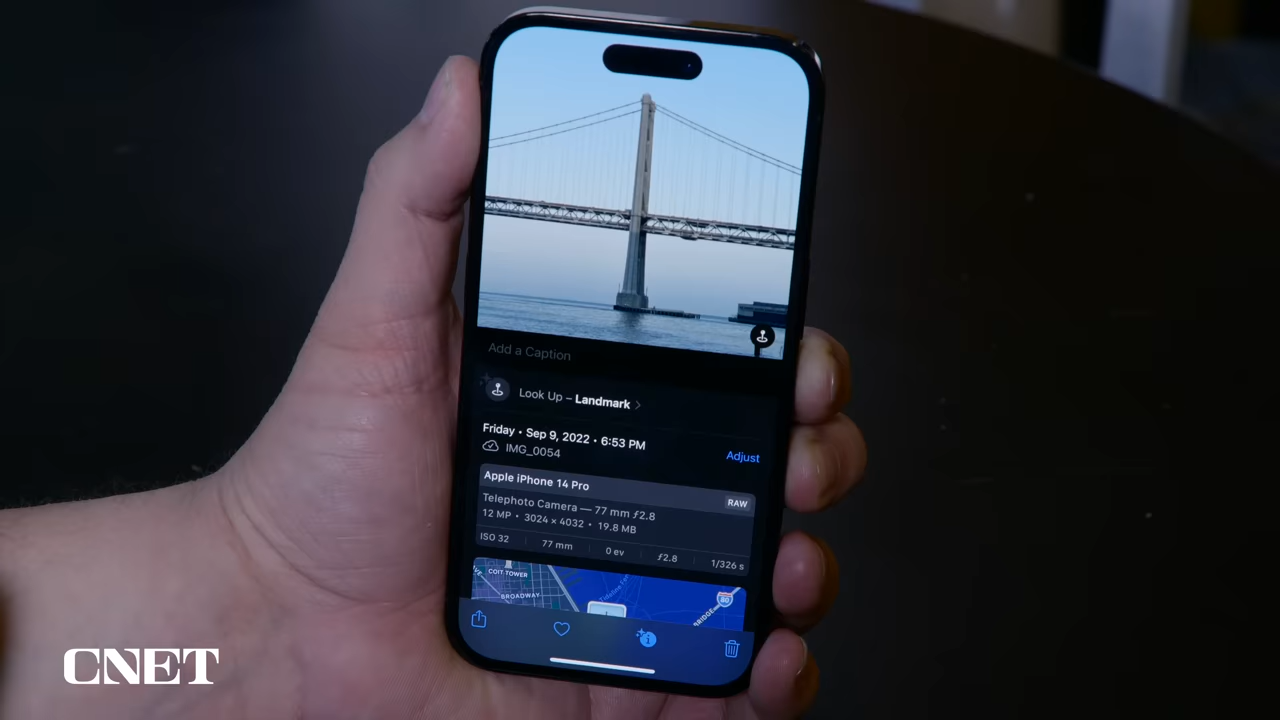 Add a Caption
Look Up – Landmark >
Friday • Sep 9, 2022 • 6:53 PM
IMG_0054
Adjust
Apple iPhone 14 Pro
RAW
Telephoto Camera — 77 mm ƒ2.8
12 MP • 3024 × 4032 • 19.8 MB
ISO 32 77 mm 0 ev ƒ2.8 1/326 s
COIT TOWER
BROADWAY
80
CNET